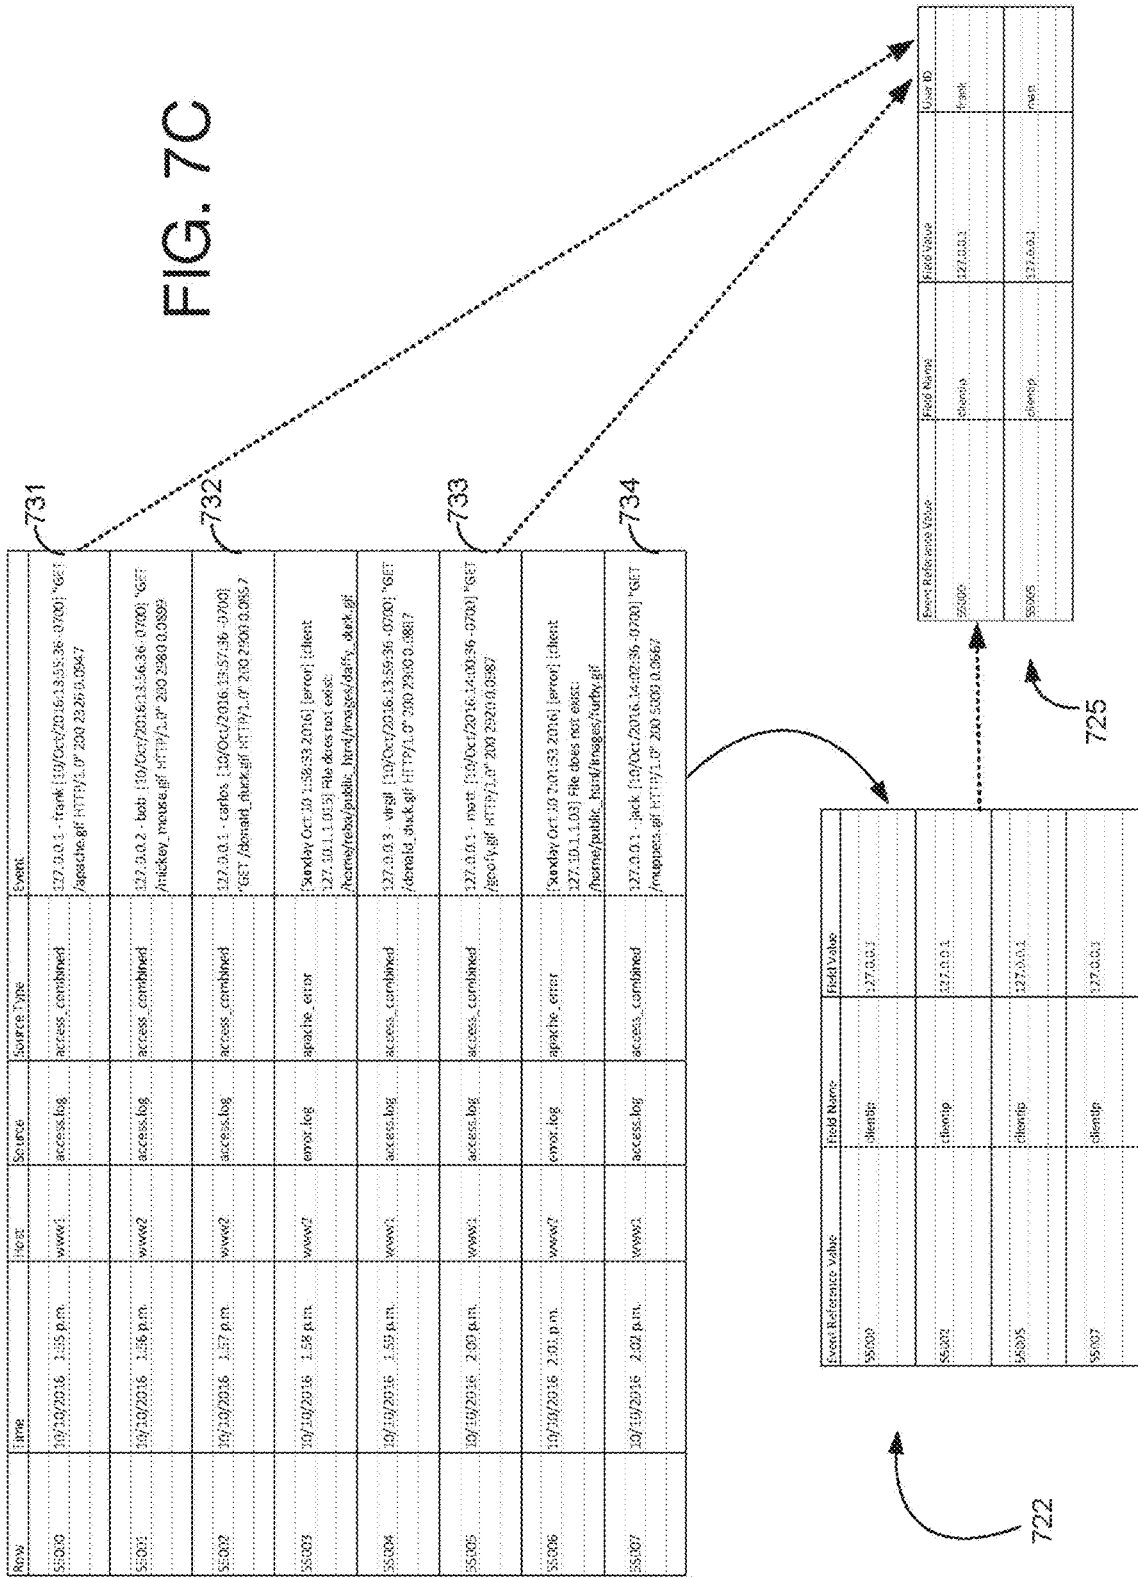 FIG. 7C
Row Time Host Source Source Type Event
55000 10/10/2016 1:55 p.m. www1 access.log access_combined 127.0.0.1 - frank [10/Oct/2016:13:55:36 -0700] "GET
/apache.gif HTTP/1.0" 200 2326 0.0947
731
55001 10/10/2016 1:56 p.m. www2 access.log access_combined 127.0.0.2 - bob [10/Oct/2016:13:56:36 -0700] "GET
/mickey_mouse.gif HTTP/1.0" 200 2980 0.0899
55002 10/10/2016 1:57 p.m. www2 access.log access_combined 127.0.0.1 - carlos [10/Oct/2016:13:57:36 -0700]
"GET /donald_duck.gif HTTP/1.0" 200 2900 0.0857
732
55003 10/10/2016 1:58 p.m. www2 error.log apache_error [Sunday Oct 10 1:58:33 2016] [error] [client
127.10.1.1.015] File does not exist:
/home/reba/public_html/images/daffy_duck.gif
55004 10/10/2016 1:59 p.m. www1 access.log access_combined 127.0.0.3 - virgil [10/Oct/2016:13:59:36 -0700] "GET
/donald_duck.gif HTTP/1.0" 200 2900
55005 10/10/2016 2:00 p.m. www1 access.log access_combined 127.0.0.1 - matt [10/Oct/2016:14:00:36 -0700] "GET
/goofy.gif HTTP/1.0" 200 2920 0.0987
733
55006 10/10/2016 2:01 p.m. www2 error.log apache_error [Sunday Oct 10 2:01:33 2016] [error] [client
127.10.1.1.03] File does not exist:
/home/public_html/images/furby.gif
55007 10/10/2016 2:02 p.m. www1 access.log access_combined 127.0.0.1 - jack [10/Oct/2016:14:02:36 -0700] "GET
/muppets.gif HTTP/1.0" 200 5000 0.0667
734
Event Reference Value Field Name Field Value
55000 clientip 127.0.0.1
55002 clientip 127.0.0.1
55005 clientip 127.0.0.1
55007 clientip 127.0.0.1
722
Event Reference Value Field Name Field Value User ID
55000 clientip 127.0.0.1 frank
55005 clientip 127.0.0.1 matt
725